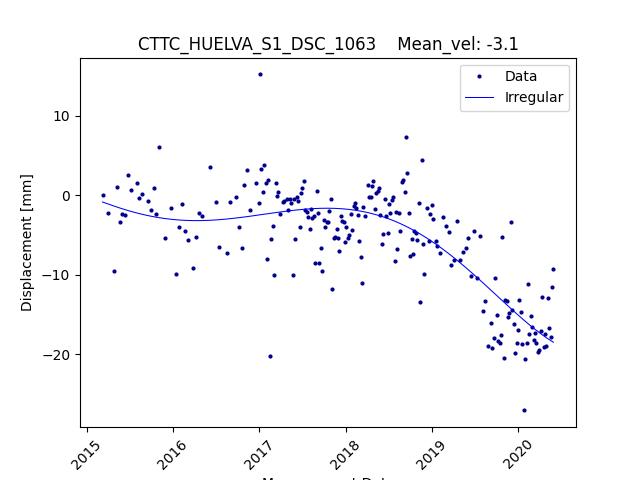 CTTC_HUELVA_S1_DSC_1063    Mean_vel: -3.1
Data
Irregular
Displacement [mm]
10
0
−10
−20
2015
2016
2017
2018
2019
2020